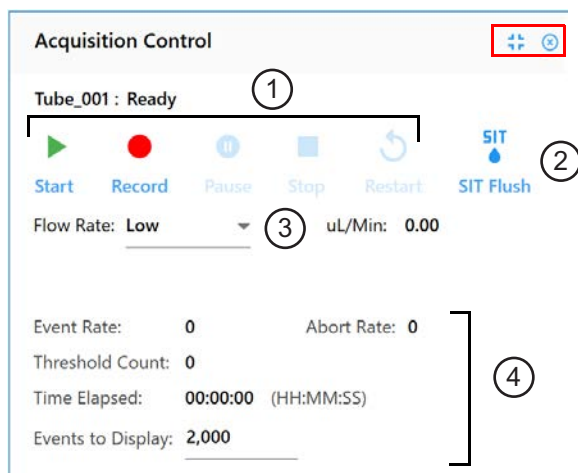 Acquisition Control
Tube_001 : Ready
1
SIT
2
Start Record Pause Stop Restart SIT Flush
Flow Rate: Low 3 uL/Min: 0.00
Event Rate: 0 Abort Rate: 0
Threshold Count: 0
4
Time Elapsed: 00:00:00 (HH:MM:SS)
Events to Display: 2,000